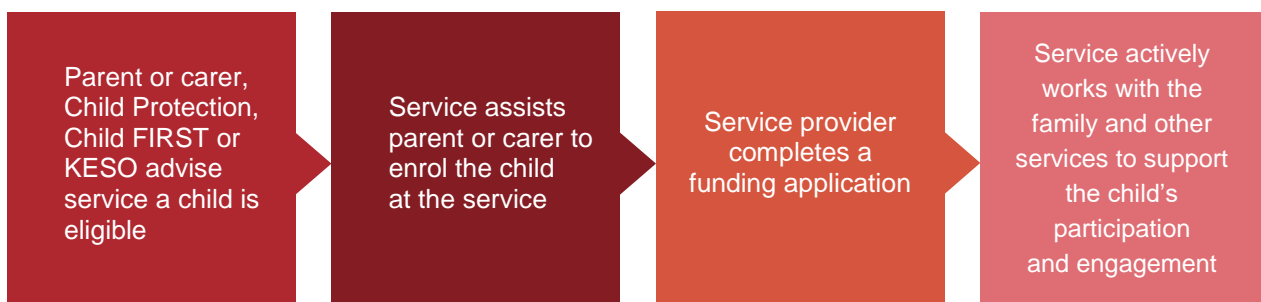 Parent or carer,
Child Protection,
Child FIRST or
KESO advise
service a child is
eligible
Service assists
parent or carer to
enrol the child
at the service
Service provider
completes a
funding application
Service actively
works with the
family and other
services to support
the child’s
participation
and engagement